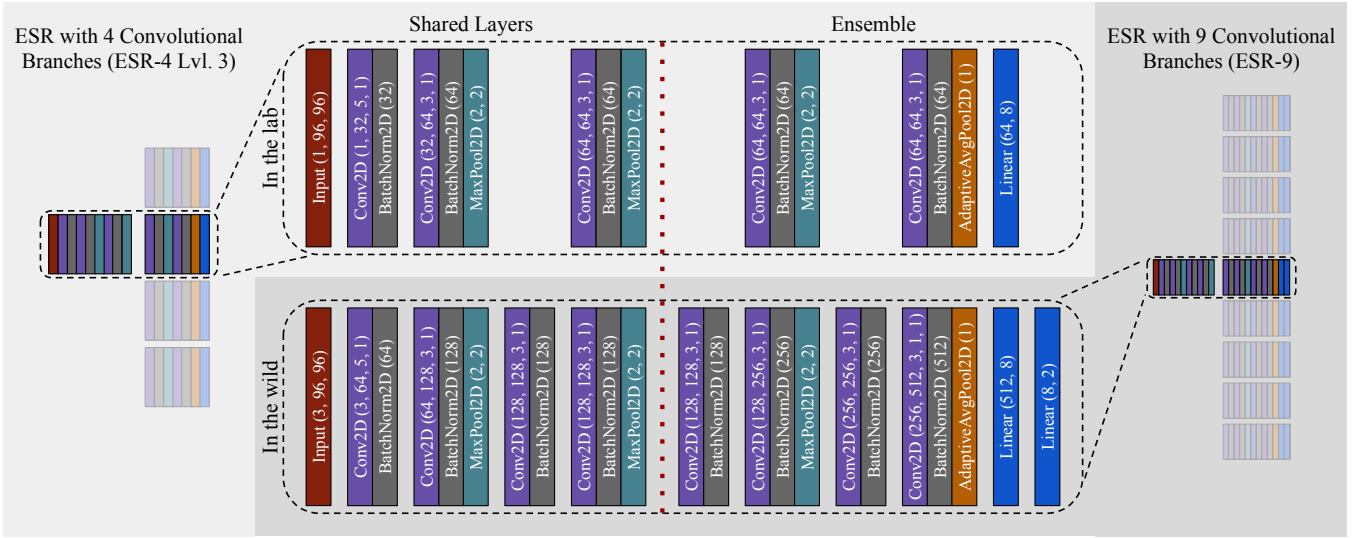 ESR with 4 Convolutional
Branches (ESR-4 Lvl. 3)
Shared Layers
Ensemble
ESR with 9 Convolutional
Branches (ESR-9)
In the lab
Input (1, 96, 96)
Conv2D (1, 32, 5, 1)
BatchNorm2D (32)
Conv2D (32, 64, 3, 1)
BatchNorm2D (64)
MaxPool2D (2, 2)
Conv2D (64, 64, 3, 1)
BatchNorm2D (64)
MaxPool2D (2, 2)
Conv2D (64, 64, 3, 1)
BatchNorm2D (64)
MaxPool2D (2, 2)
Conv2D (64, 64, 3, 1)
BatchNorm2D (64)
AdaptiveAvgPool2D (1)
Linear (64, 8)
In the wild
Input (3, 96, 96)
Conv2D (3, 64, 5, 1)
BatchNorm2D (64)
Conv2D (64, 128, 3, 1)
BatchNorm2D (128)
MaxPool2D (2, 2)
Conv2D (128, 128, 3, 1)
BatchNorm2D (128)
Conv2D (128, 128, 3, 1)
BatchNorm2D (128)
MaxPool2D (2, 2)
Conv2D (128, 128, 3, 1)
BatchNorm2D (128)
Conv2D (128, 256, 3, 1)
BatchNorm2D (256)
MaxPool2D (2, 2)
Conv2D (256, 256, 3, 1)
BatchNorm2D (256)
Conv2D (256, 512, 3, 1, 1)
BatchNorm2D (512)
AdaptiveAvgPool2D (1)
Linear (512, 8)
Linear (8, 2)